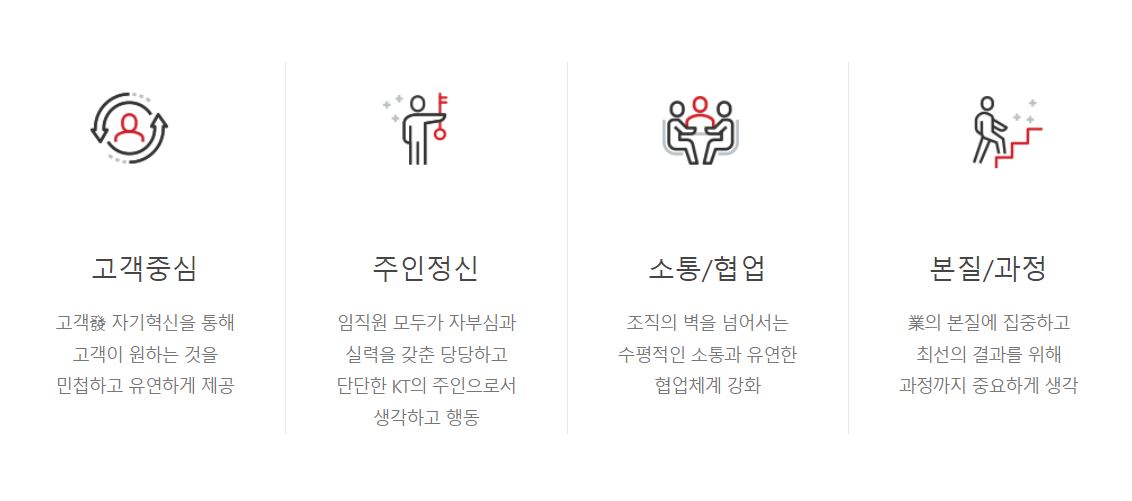 고객중심
고객發 자기혁신을 통해
고객이 원하는 것을
민첩하고 유연하게 제공
주인정신
임직원 모두가 자부심과
실력을 갖춘 당당하고
단단한 KT의 주인으로서
생각하고 행동
소통/협업
조직의 벽을 넘어서는
수평적인 소통과 유연한
협업체계 강화
본질/과정
業의 본질에 집중하고
최선의 결과를 위해
과정까지 중요하게 생각